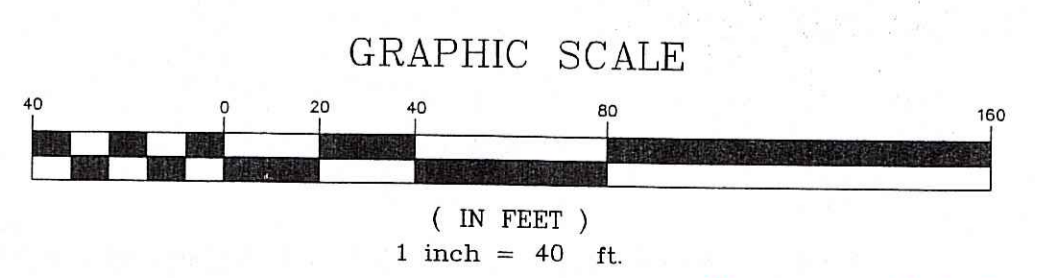 GRAPHIC SCALE
40 0 20 40 80 160
( IN FEET )
1 inch = 40 ft.